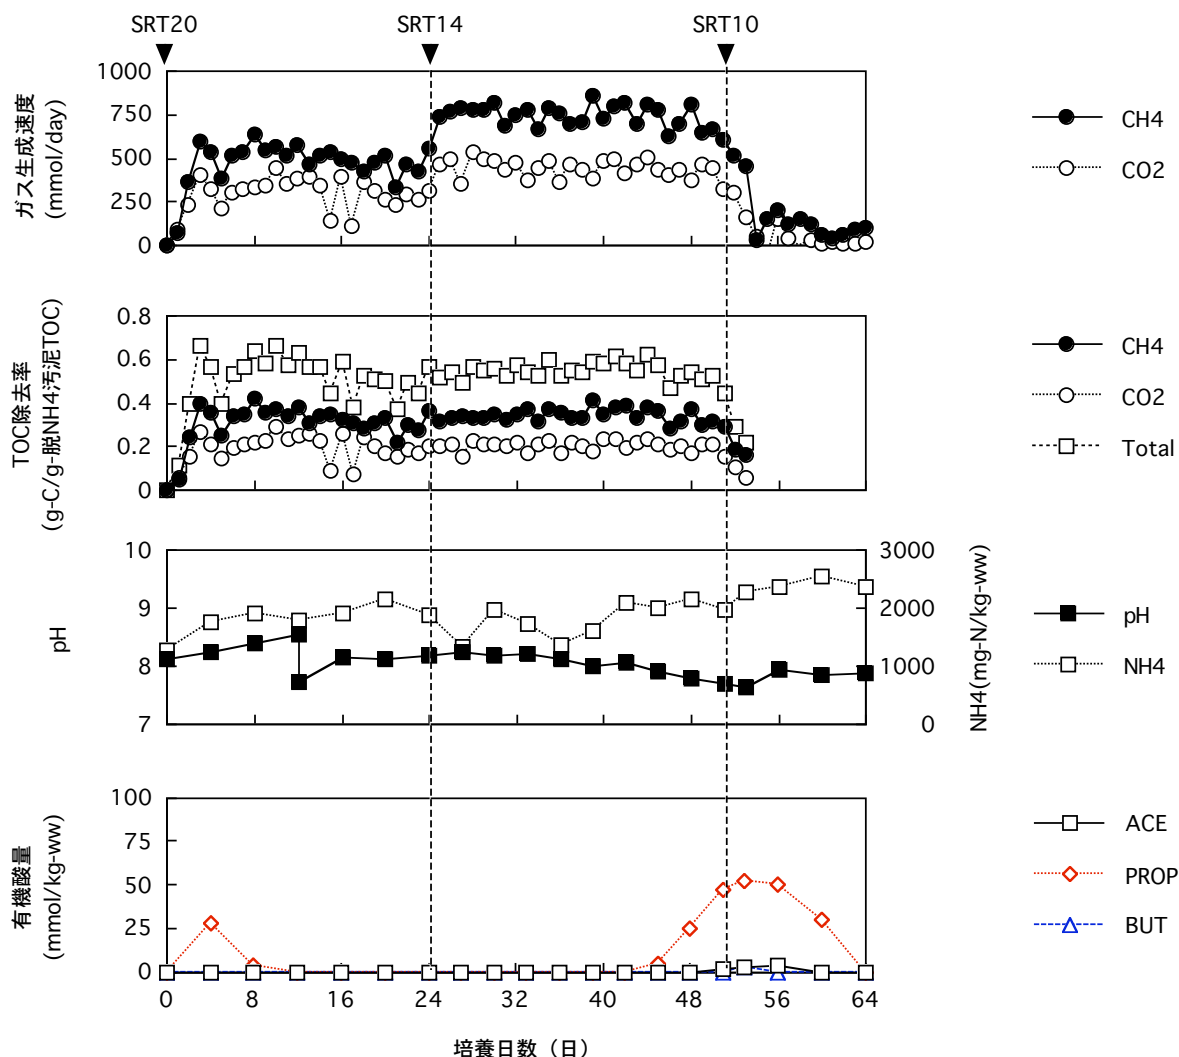 SRT20 SRT14 SRT10
ガス生成速度
(mmol/day)
1000
750
500
250
0
CH4
CO2
TOC除去率
(g-C/g-脱NH4汚泥TOC)
0.8
0.6
0.4
0.2
0
CH4
CO2
Total
pH
10
9
8
7
3000
2000
1000
0
NH4(mg-N/kg-ww)
pH
NH4
有機酸量
(mmol/kg-ww)
100
75
50
25
0
ACE
PROP
BUT
0 8 16 24 32 40 48 56 64
培養日数（日）